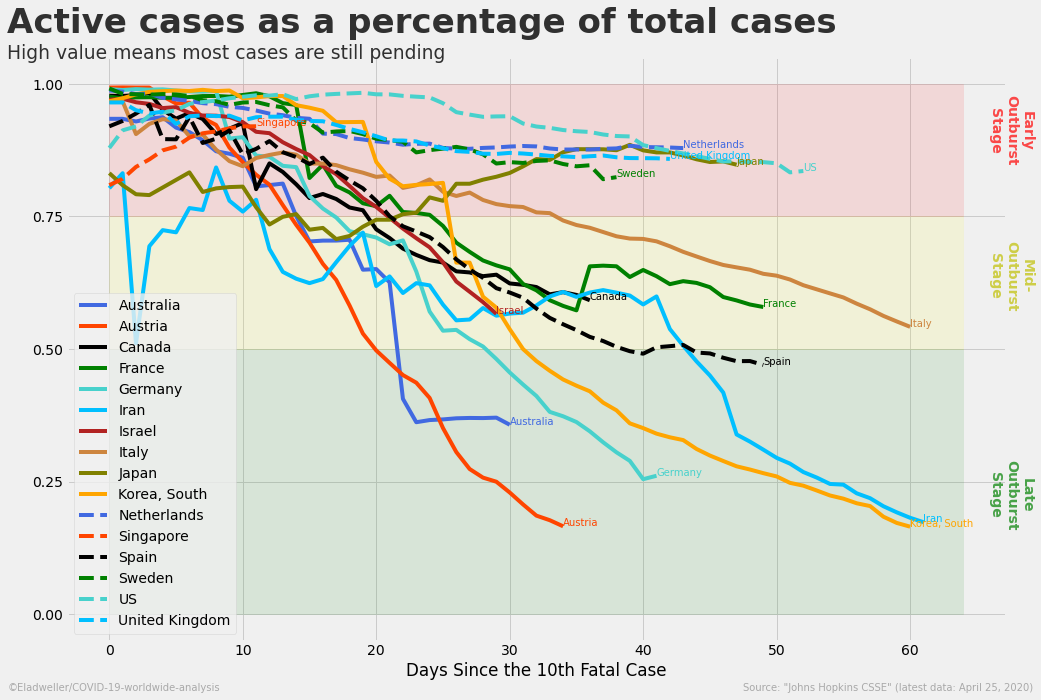 Active cases as a percentage of total cases
High value means most cases are still pending
1.00
0.75
0.50
0.25
0.00
Early
Outburst
Stage
Mid-
Outburst
Stage
Late
Outburst
Stage
Singapore
Netherlands
United Kingdom
Japan
US
Sweden
Canada
Israel
France
Italy
Spain
Australia
Germany
Austria
Iran
Korea, South
Australia
Austria
Canada
France
Germany
Iran
Israel
Italy
Japan
Korea, South
Netherlands
Singapore
Spain
Sweden
US
United Kingdom
0 10 20 30 40 50 60
Days Since the 10th Fatal Case
©Eladweller/COVID-19-worldwide-analysis
Source: "Johns Hopkins CSSE" (latest data: April 25, 2020)